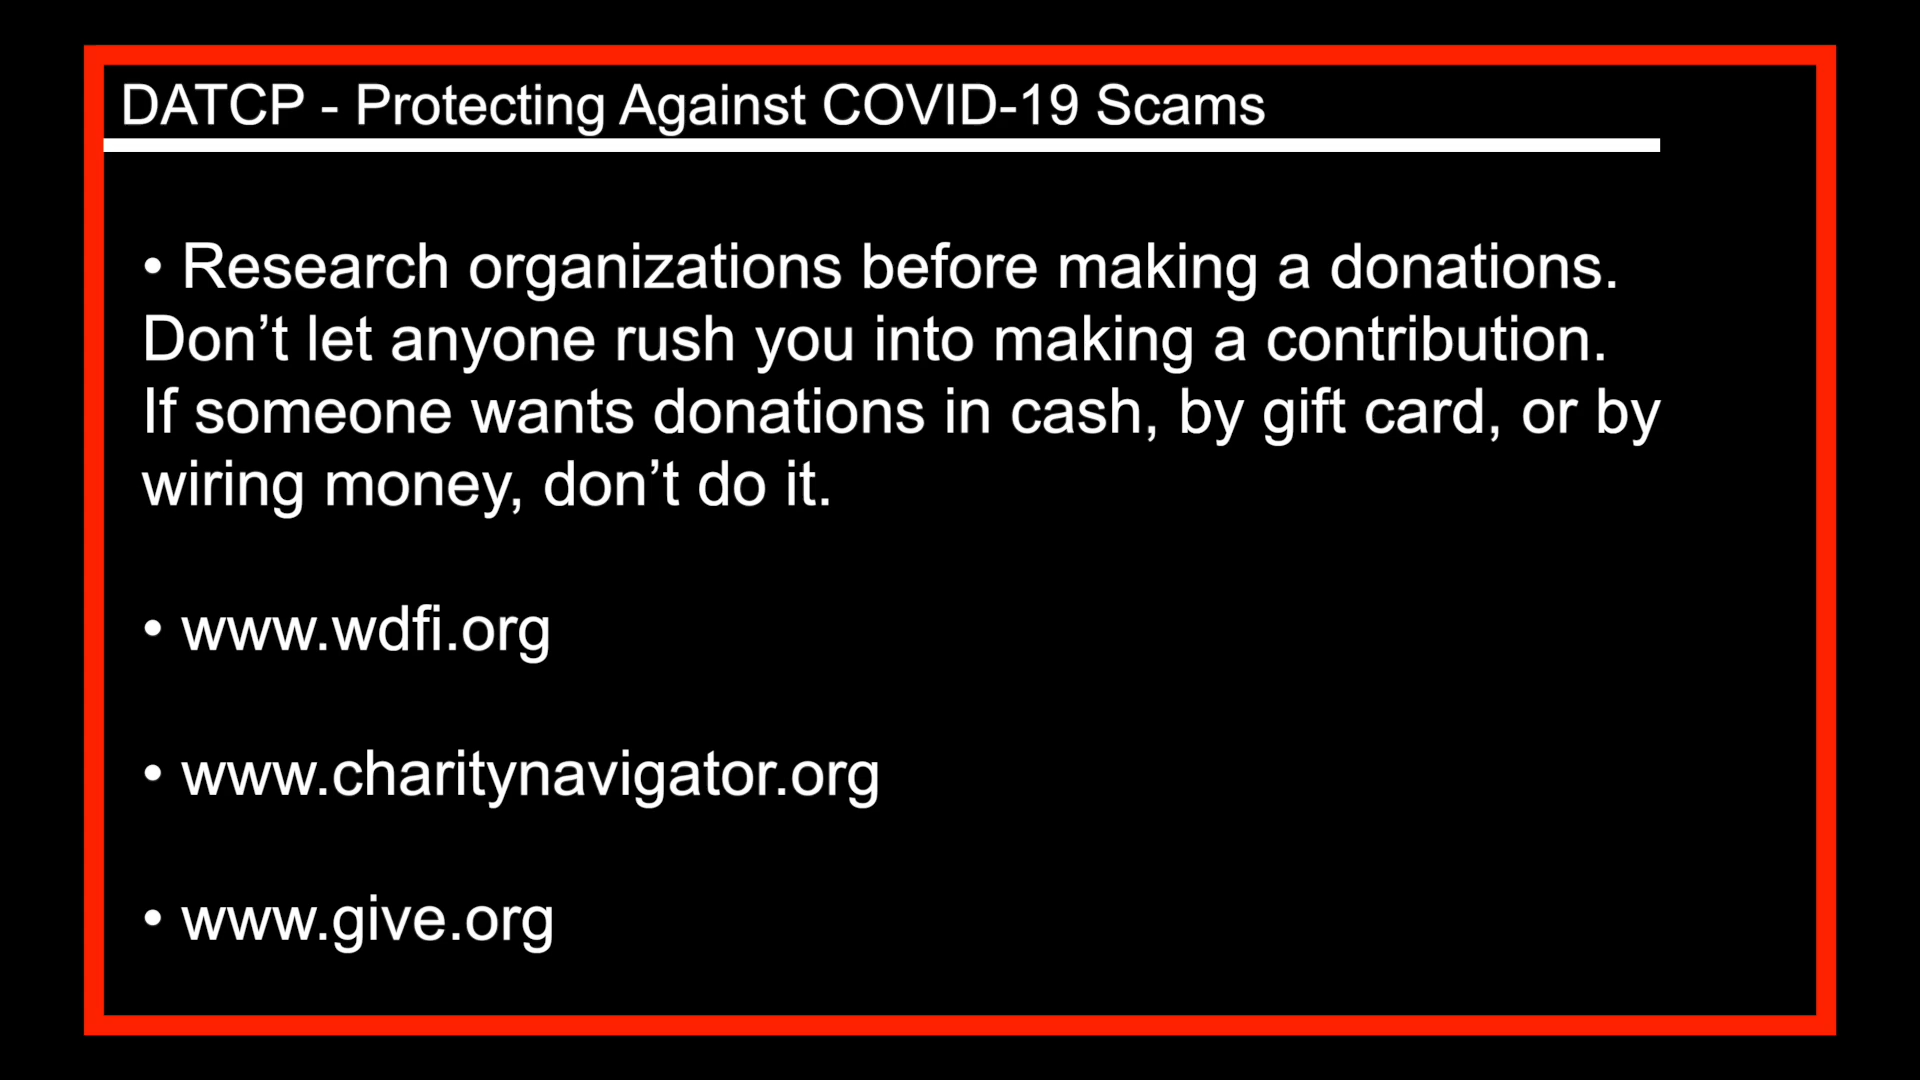 DATCP - Protecting Against COVID-19 Scams
• Research organizations before making a donations.
Don’t let anyone rush you into making a contribution.
If someone wants donations in cash, by gift card, or by
wiring money, don’t do it.
• www.wdfi.org
• www.charitynavigator.org
• www.give.org